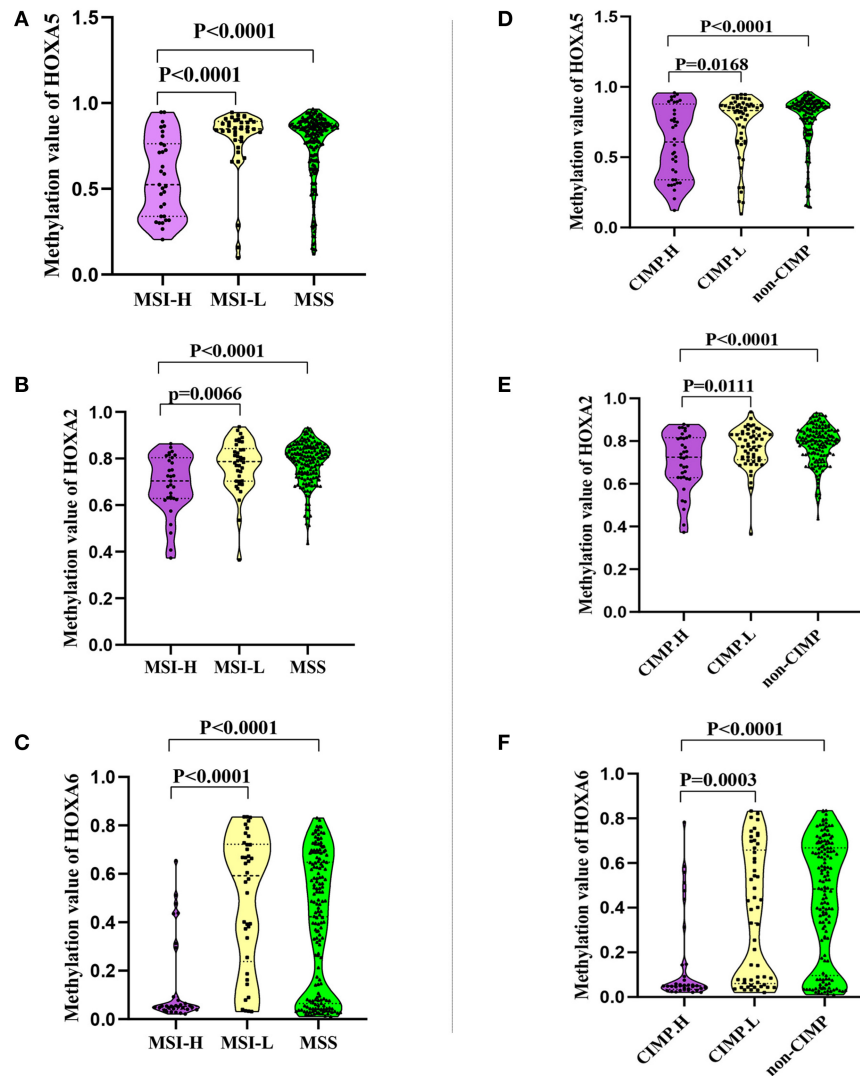 A
Methylation value of HOXA5
1.5
1.0
0.5
0.0
P<0.0001
P<0.0001
MSI-H MSI-L MSS
B
Methylation value of HOXA2
1.0
0.8
0.6
0.4
0.2
0.0
P<0.0001
p=0.0066
MSI-H MSI-L MSS
C
Methylation value of HOXA6
1.0
0.8
0.6
0.4
0.2
0.0
P<0.0001
P<0.0001
MSI-H MSI-L MSS
D
Methylation value of HOXA5
1.5
1.0
0.5
0.0
P<0.0001
P=0.0168
CIMP.H CIMP.L non-CIMP
E
Methylation value of HOXA2
1.0
0.8
0.6
0.4
0.2
0.0
P<0.0001
P=0.0111
CIMP.H CIMP.L non-CIMP
F
Methylation value of HOXA6
1.0
0.8
0.6
0.4
0.2
0.0
P<0.0001
P=0.0003
CIMP.H CIMP.L non-CIMP